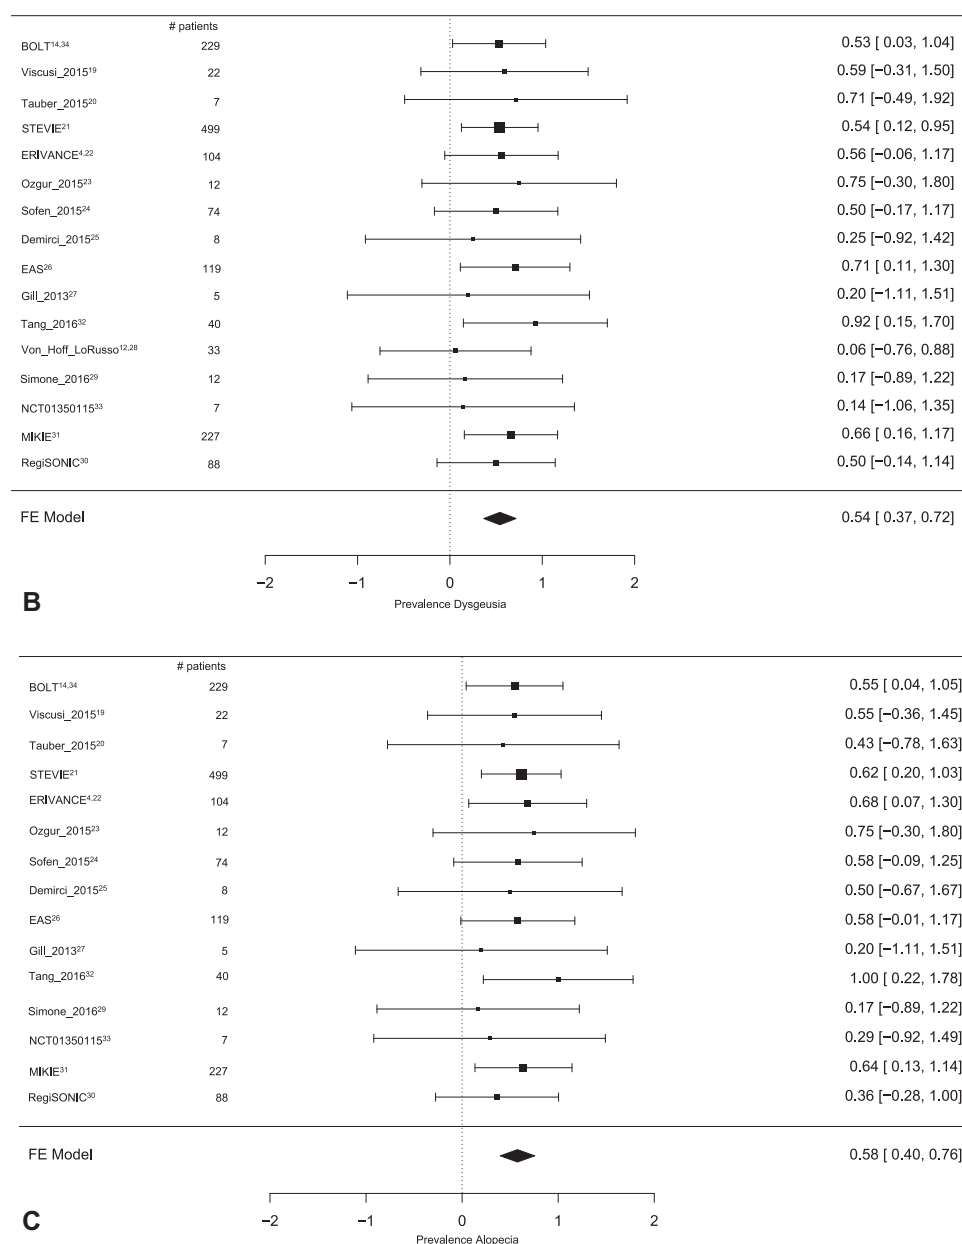 # patients
BOLT14,34 229 0.53 [ 0.03, 1.04]
Viscusi_201519 22 0.59 [−0.31, 1.50]
Tauber_201520 7 0.71 [−0.49, 1.92]
STEVIE21 499 0.54 [ 0.12, 0.95]
ERIVANCE4,22 104 0.56 [−0.06, 1.17]
Ozgur_201523 12 0.75 [−0.30, 1.80]
Sofen_201524 74 0.50 [−0.17, 1.17]
Demirci_201525 8 0.25 [−0.92, 1.42]
EAS26 119 0.71 [ 0.11, 1.30]
Gill_201327 5 0.20 [−1.11, 1.51]
Tang_201632 40 0.92 [ 0.15, 1.70]
Von_Hoff_LoRusso12,28 33 0.06 [−0.76, 0.88]
Simone_201629 12 0.17 [−0.89, 1.22]
NCT0135011533 7 0.14 [−1.06, 1.35]
MIKIE31 227 0.66 [ 0.16, 1.17]
RegiSONIC30 88 0.50 [−0.14, 1.14]
FE Model 0.54 [ 0.37, 0.72]
−2 −1 0 1 2
Prevalence Dysgeusia
B
# patients
BOLT14,34 229 0.55 [ 0.04, 1.05]
Viscusi_201519 22 0.55 [−0.36, 1.45]
Tauber_201520 7 0.43 [−0.78, 1.63]
STEVIE21 499 0.62 [ 0.20, 1.03]
ERIVANCE4,22 104 0.68 [ 0.07, 1.30]
Ozgur_201523 12 0.75 [−0.30, 1.80]
Sofen_201524 74 0.58 [−0.09, 1.25]
Demirci_201525 8 0.50 [−0.67, 1.67]
EAS26 119 0.58 [−0.01, 1.17]
Gill_201327 5 0.20 [−1.11, 1.51]
Tang_201632 40 1.00 [ 0.22, 1.78]
Simone_201629 12 0.17 [−0.89, 1.22]
NCT0135011533 7 0.29 [−0.92, 1.49]
MIKIE31 227 0.64 [ 0.13, 1.14]
RegiSONIC30 88 0.36 [−0.28, 1.00]
FE Model 0.58 [ 0.40, 0.76]
−2 −1 0 1 2
Prevalence Alopecia
C